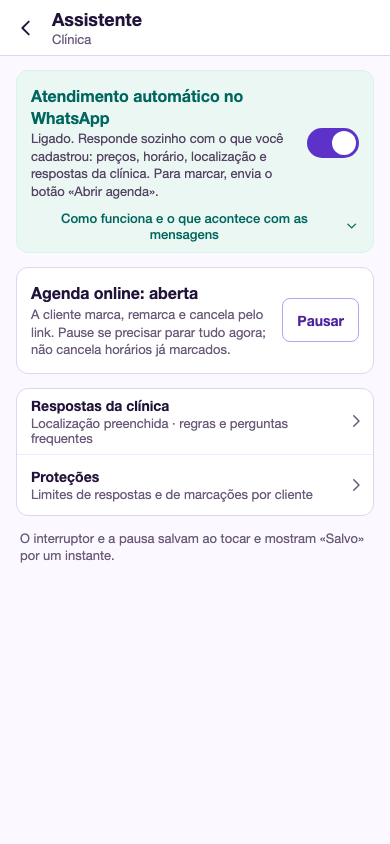 Assistente
Clínica
Atendimento automático no
WhatsApp
Ligado. Responde sozinho com o que você
cadastrou: preços, horário, localização e
respostas da clínica. Para marcar, envia o
botão «Abrir agenda».
Como funciona e o que acontece com as
mensagens
Agenda online: aberta
A cliente marca, remarca e cancela pelo
link. Pause se precisar parar tudo agora;
não cancela horários já marcados.
Pausar
Respostas da clínica
Localização preenchida · regras e perguntas
frequentes
Proteções
Limites de respostas e de marcações por cliente
O interruptor e a pausa salvam ao tocar e mostram «Salvo»
por um instante.